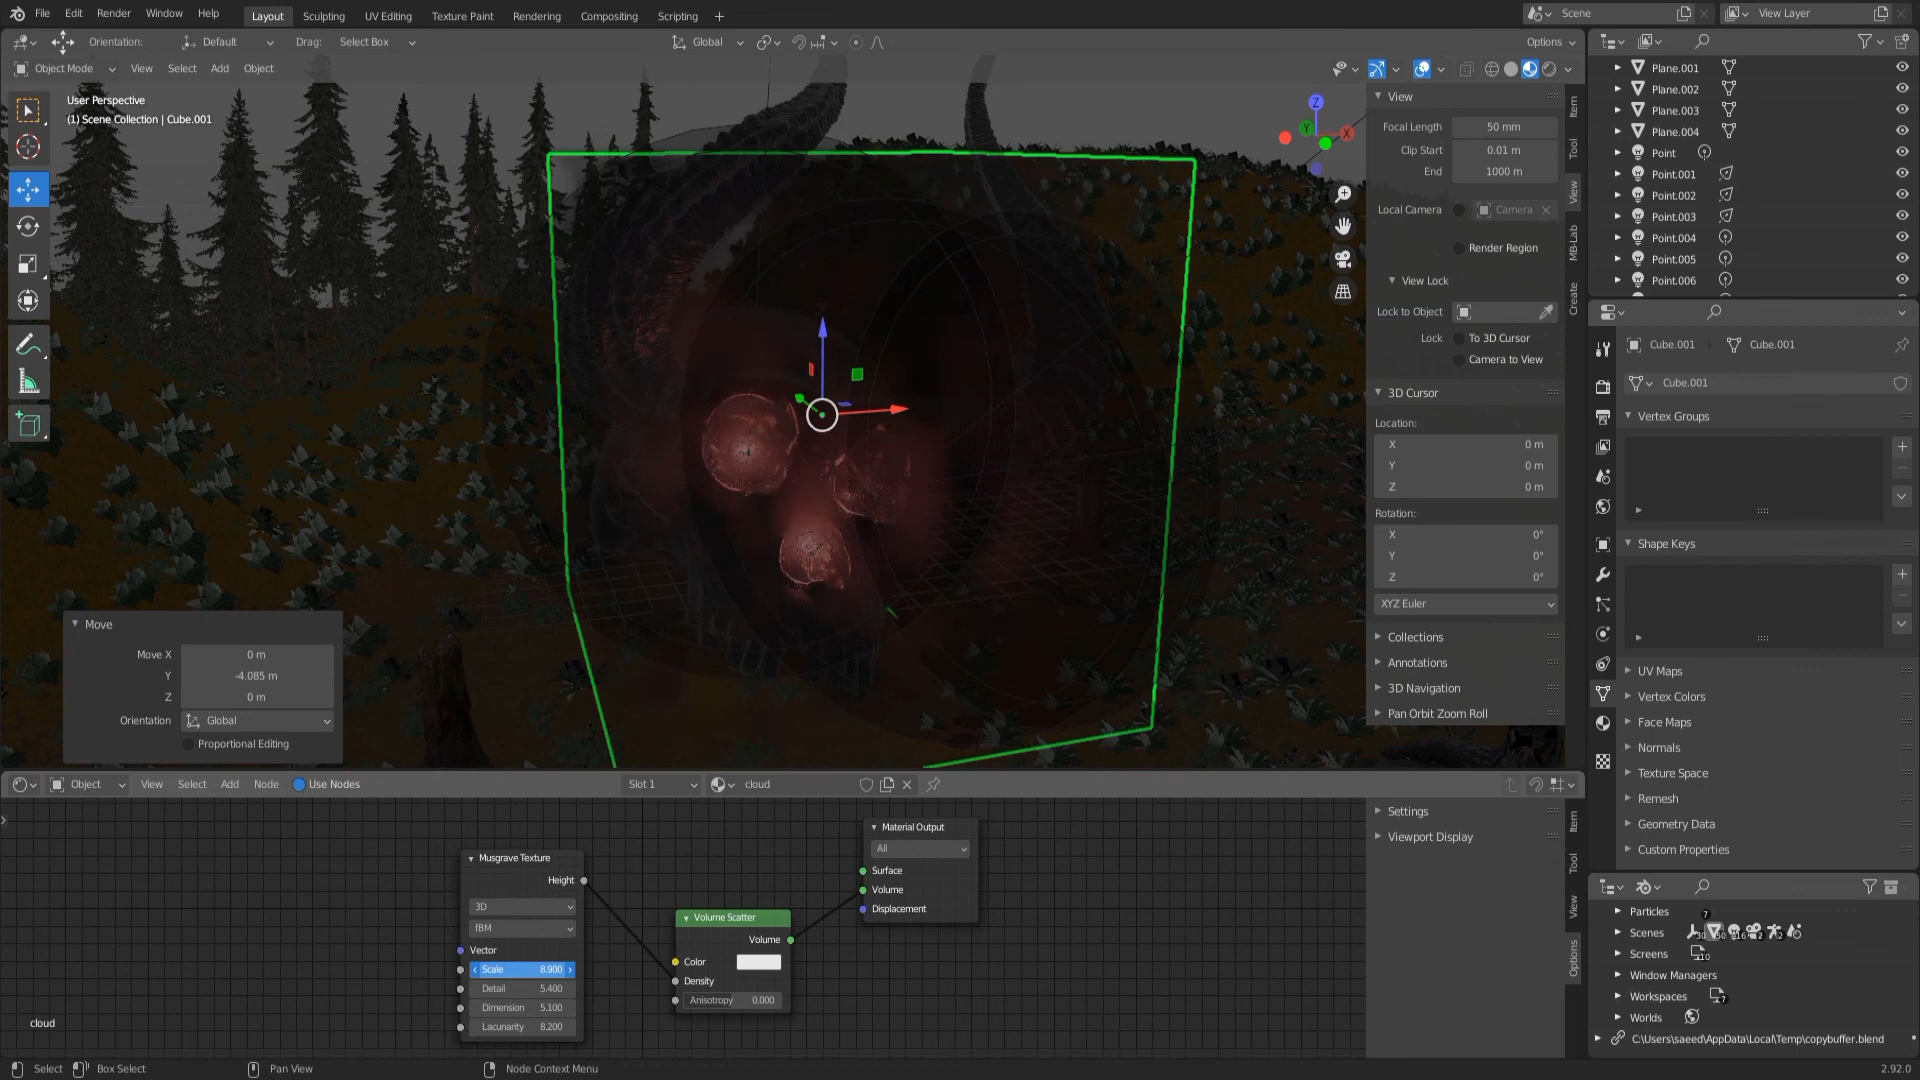 File Edit Render Window Help Layout Sculpting UV Editing Texture Paint Rendering Compositing Scripting + Scene View Layer
Orientation: Default Drag: Select Box Global Options
Object Mode View Select Add Object
User Perspective
(1) Scene Collection | Cube.001
Z
Y
X
View
Focal Length 50 mm
Clip Start 0.01 m
End 1000 m
Local Camera Camera
Render Region
View Lock
Lock to Object
Lock To 3D Cursor
Camera to View
3D Cursor
Location:
X 0 m
Y 0 m
Z 0 m
Rotation:
X 0°
Y 0°
Z 0°
XYZ Euler
Collections
Annotations
3D Navigation
Pan Orbit Zoom Roll
Item
Tool
View
MB-Lab
Create
Plane.001
Plane.002
Plane.003
Plane.004
Point
Point.001
Point.002
Point.003
Point.004
Point.005
Point.006
Cube.001 Cube.001
Cube.001
Vertex Groups
Shape Keys
UV Maps
Vertex Colors
Face Maps
Normals
Texture Space
Remesh
Geometry Data
Custom Properties
Move
Move X 0 m
Y -4.085 m
Z 0 m
Orientation Global
Proportional Editing
Object View Select Add Node Use Nodes Slot 1 cloud
Musgrave Texture
Height
3D
fBM
Vector
Scale 8.900
Detail 5.400
Dimension 5.100
Lacunarity 8.200
Volume Scatter
Volume
Color
Density
Anisotropy 0.000
Material Output
All
Surface
Volume
Displacement
cloud
Settings
Viewport Display
Item
Tool
View
Options
Particles 7
Scenes 30 50 16 2 2
Screens 10
Window Managers
Workspaces 7
Worlds
C:\Users\saeed\AppData\Local\Temp\copybuffer.blend
Select Box Select Pan View Node Context Menu 2.92.0